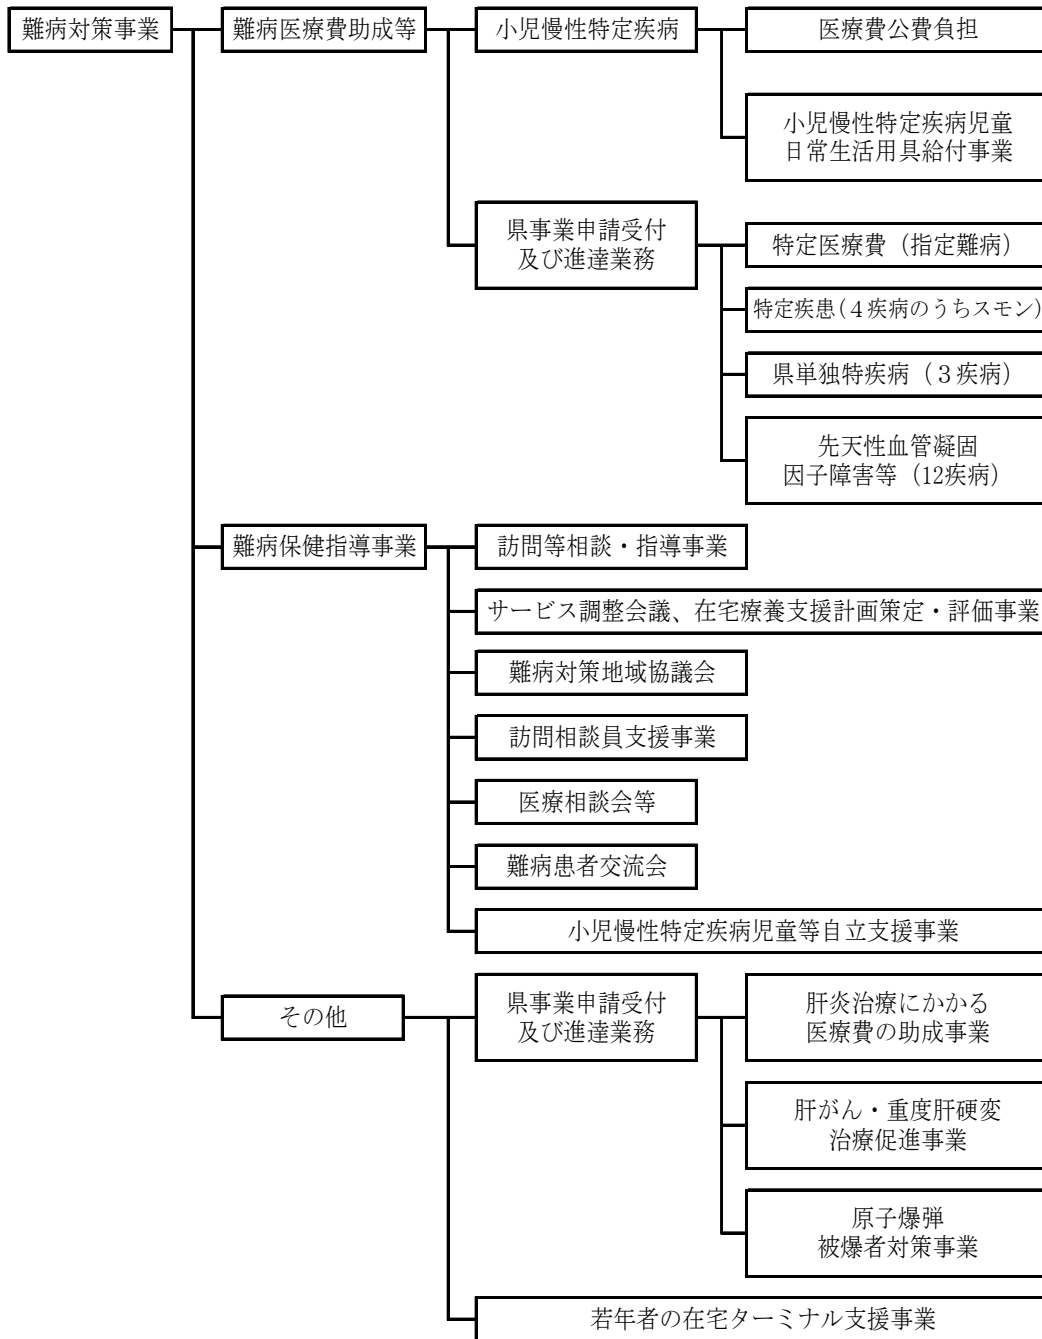 難病対策事業
難病医療費助成等
小児慢性特定疾病
医療費公費負担
小児慢性特定疾病児童
日常生活用具給付事業
県事業申請受付
及び進達業務
特定医療費（指定難病）
特定疾患（４疾病のうちスモン）
県単独特疾病（３疾病）
先天性血管凝固
因子障害等（12疾病）
難病保健指導事業
訪問等相談・指導事業
サービス調整会議、在宅療養支援計画策定・評価事業
難病対策地域協議会
訪問相談員支援事業
医療相談会等
難病患者交流会
小児慢性特定疾病児童等自立支援事業
その他
県事業申請受付
及び進達業務
肝炎治療にかかる
医療費の助成事業
肝がん・重度肝硬変
治療促進事業
原子爆弾
被爆者対策事業
若年者の在宅ターミナル支援事業